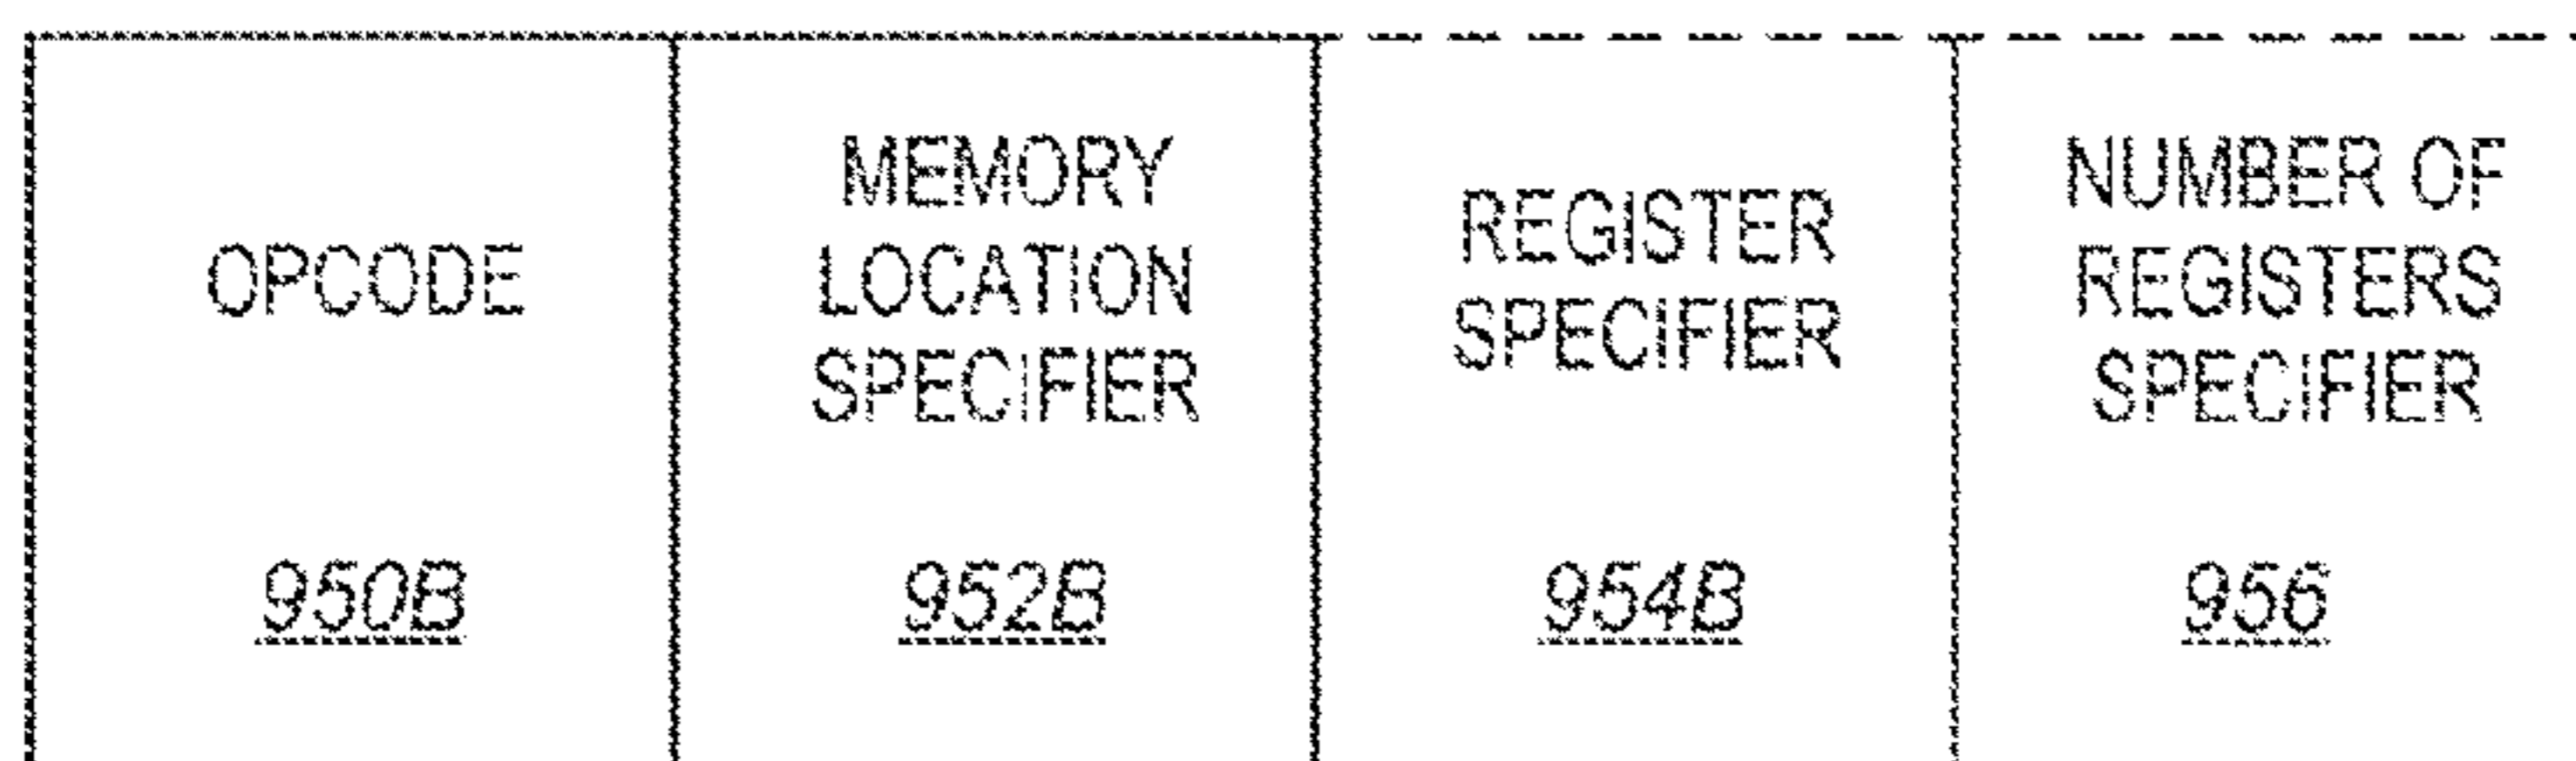 OPCODE
950B
MEMORY
LOCATION
SPECIFIER
952B
REGISTER
SPECIFIER
954B
NUMBER OF
REGISTERS
SPECIFIER
956